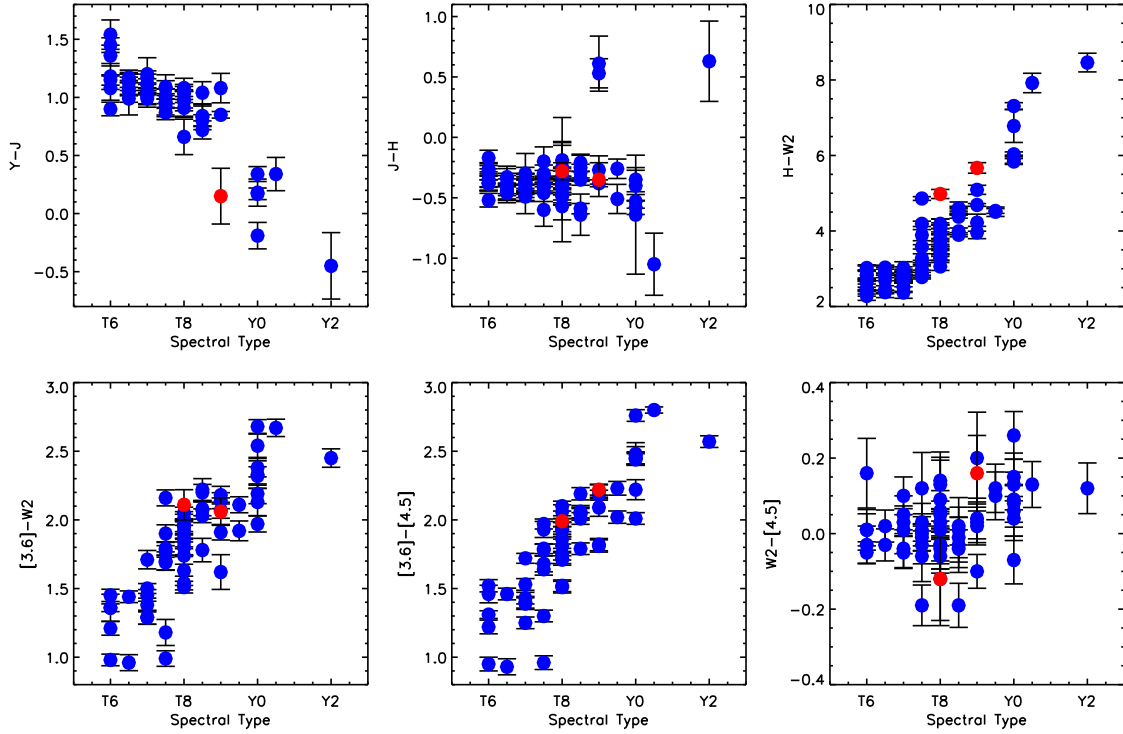 1.5
1.0
0.5
0.0
−0.5
Y−J
T6 T8 Y0 Y2
Spectral Type
1.0
0.5
0.0
−0.5
−1.0
J−H
T6 T8 Y0 Y2
Spectral Type
10
8
6
4
2
H−W2
T6 T8 Y0 Y2
Spectral Type
3.0
2.5
2.0
1.5
1.0
[3.6]−W2
T6 T8 Y0 Y2
Spectral Type
3.0
2.5
2.0
1.5
1.0
[3.6]−[4.5]
T6 T8 Y0 Y2
Spectral Type
0.4
0.2
0.0
−0.2
−0.4
W2−[4.5]
T6 T8 Y0 Y2
Spectral Type